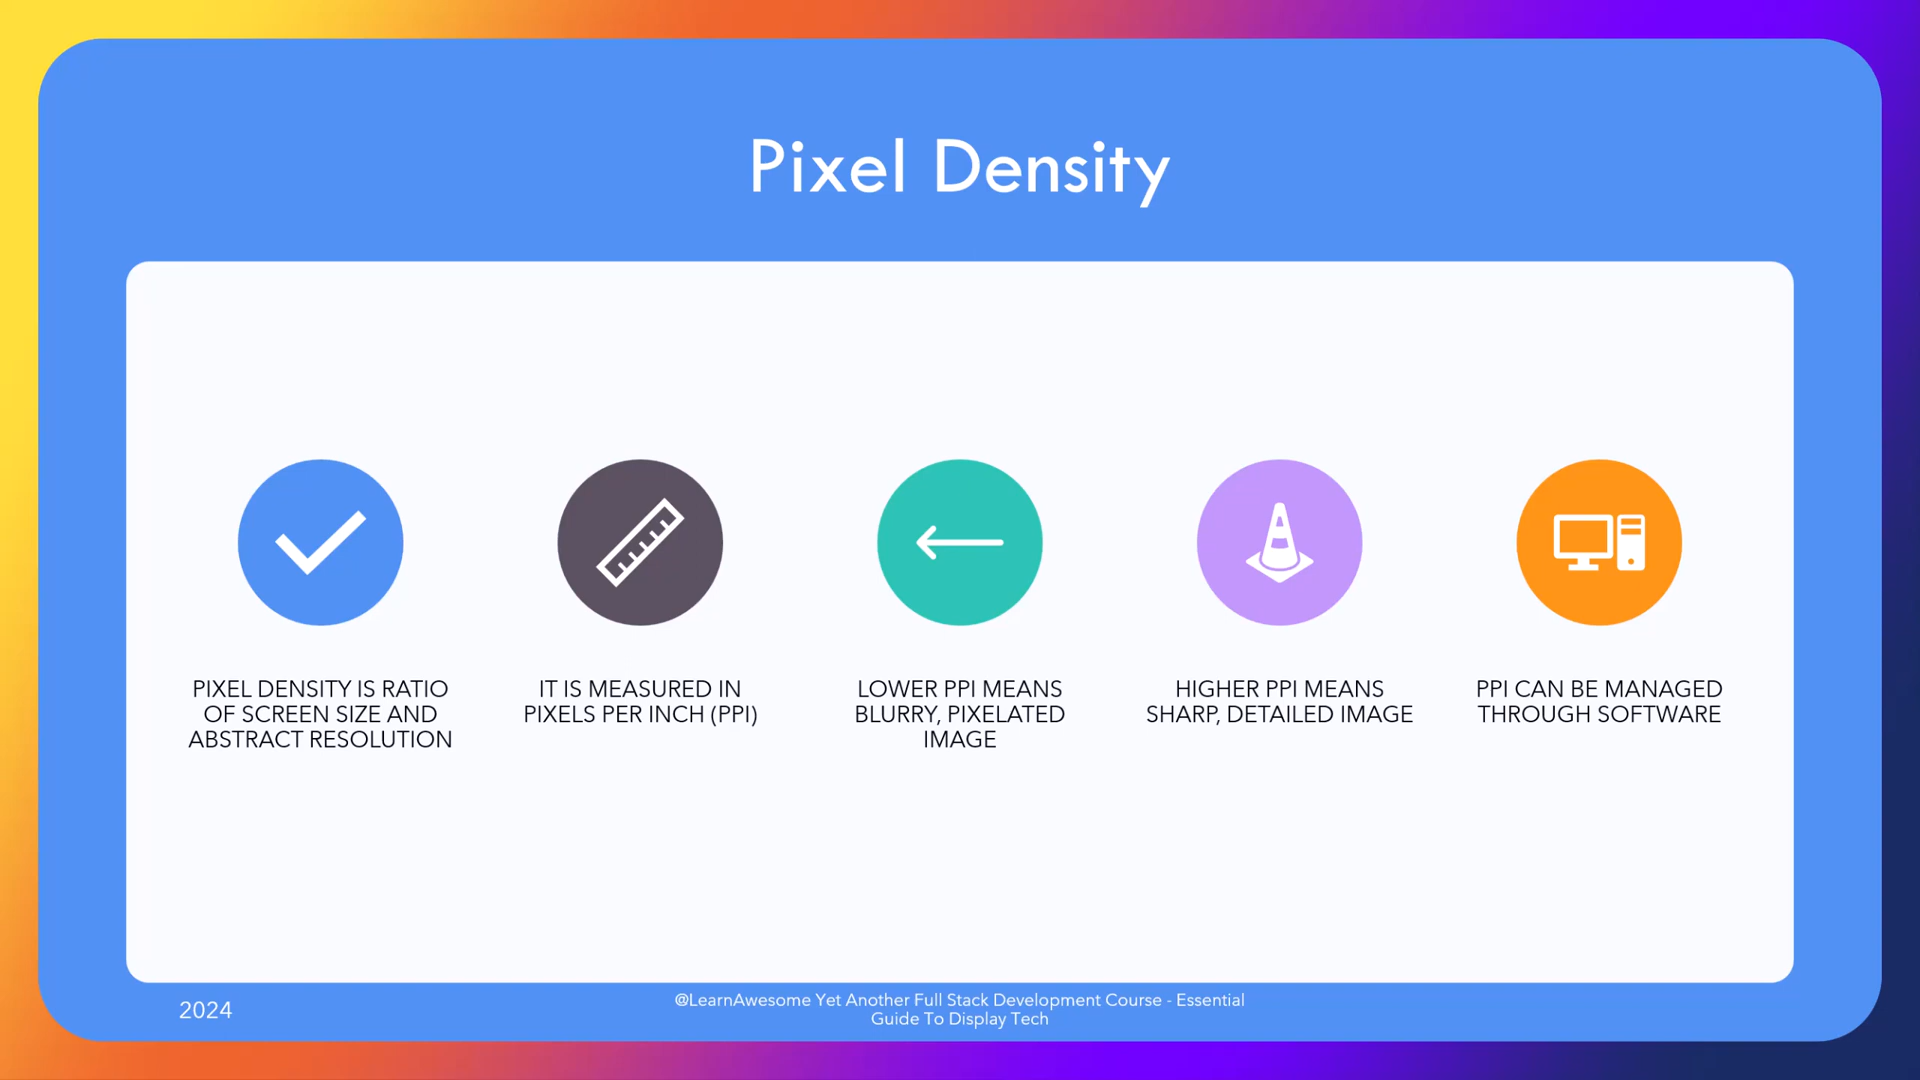 Pixel Density
PIXEL DENSITY IS RATIO
OF SCREEN SIZE AND
ABSTRACT RESOLUTION
IT IS MEASURED IN
PIXELS PER INCH (PPI)
LOWER PPI MEANS
BLURRY, PIXELATED
IMAGE
HIGHER PPI MEANS
SHARP, DETAILED IMAGE
PPI CAN BE MANAGED
THROUGH SOFTWARE
2024
@LearnAwesome Yet Another Full Stack Development Course - Essential
Guide To Display Tech